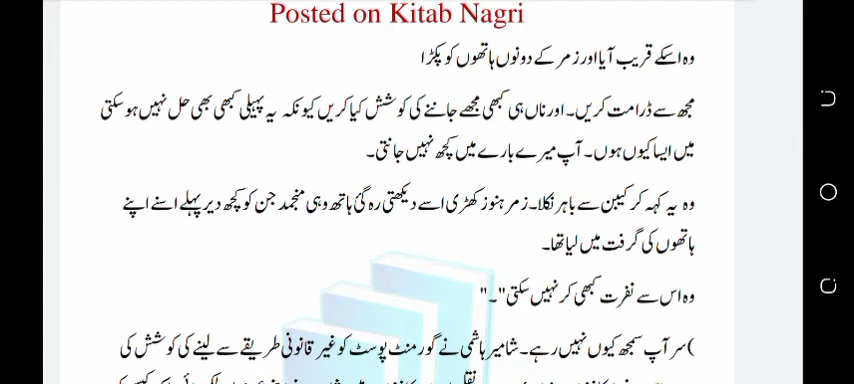 Posted on Kitab Nagri
وہ اسکے قریب آیا اور زمر کے دونوں ہاتھوں کو پکڑا
مجھ سے ڈرا مت کریں۔ اور ناں ہی کبھی مجھے جاننے کی کوشش کیا کریں کیونکہ یہ پہیلی کبھی بھی حل نہیں ہو سکتی
میں ایسا کیوں ہوں۔ آپ میرے بارے میں کچھ نہیں جانتی۔
وہ یہ کہہ کر کیبن سے باہر نکلا۔ زمر ہنوز کھڑی اسے دیکھتی رہ گئ ہاتھ وہی منجمد جن کو کچھ دیر پہلے اسنے اپنے
ہاتھوں کی گرفت میں لیا تھا۔
وہ اس سے نفرت کبھی کر نہیں سکتی"۔"
)سر آپ سمجھ کیوں نہیں رہے۔ شامیر ہاشمی نے گورمنٹ پوسٹ کو غیر قانونی طریقے سے لینے کی کوشش کی